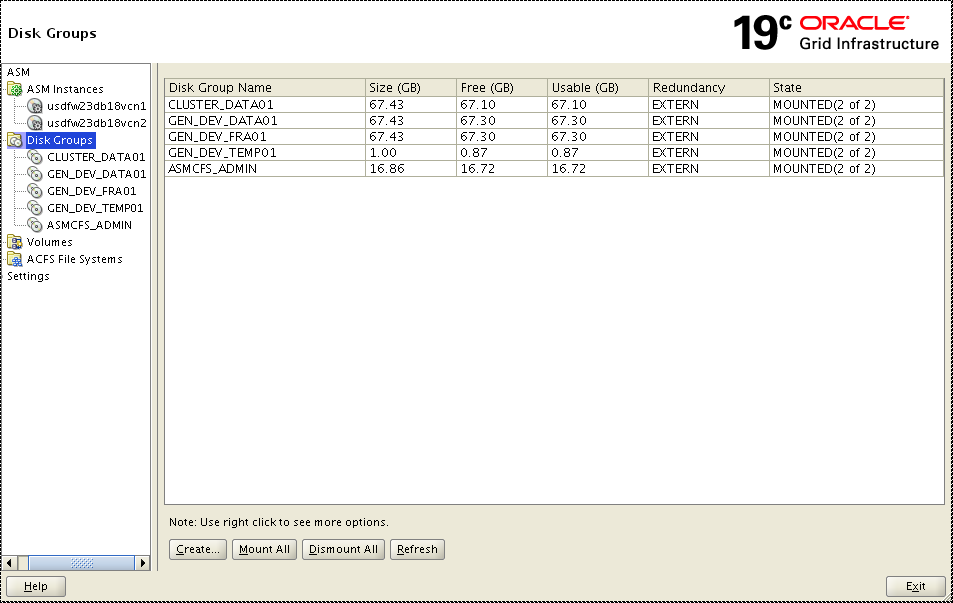 Disk Groups
19c ORACLE
Grid Infrastructure
ASM
ASM Instances
usdfw23db18vcn1
usdfw23db18vcn2
Disk Groups
CLUSTER_DATA01
GEN_DEV_DATA01
GEN_DEV_FRA01
GEN_DEV_TEMP01
ASMCFS_ADMIN
Volumes
ACFS File Systems
Settings
Disk Group Name Size (GB) Free (GB) Usable (GB) Redundancy State
CLUSTER_DATA01 67.43 67.10 67.10 EXTERN MOUNTED(2 of 2)
GEN_DEV_DATA01 67.43 67.30 67.30 EXTERN MOUNTED(2 of 2)
GEN_DEV_FRA01 67.43 67.30 67.30 EXTERN MOUNTED(2 of 2)
GEN_DEV_TEMP01 1.00 0.87 0.87 EXTERN MOUNTED(2 of 2)
ASMCFS_ADMIN 16.86 16.72 16.72 EXTERN MOUNTED(2 of 2)
Note: Use right click to see more options.
Create... Mount All Dismount All Refresh
Help Exit